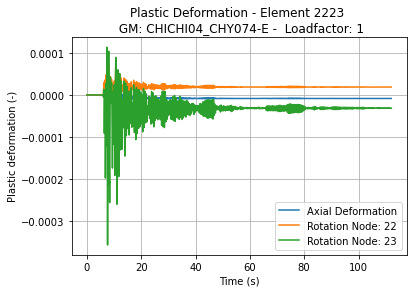 Plastic Deformation - Element 2223
GM: CHICHI04_CHY074-E -  Loadfactor: 1
Plastic deformation (-)
0.0001
0.0000
−0.0001
−0.0002
−0.0003
0
20
40
60
80
100
Time (s)
Axial Deformation
Rotation Node: 22
Rotation Node: 23